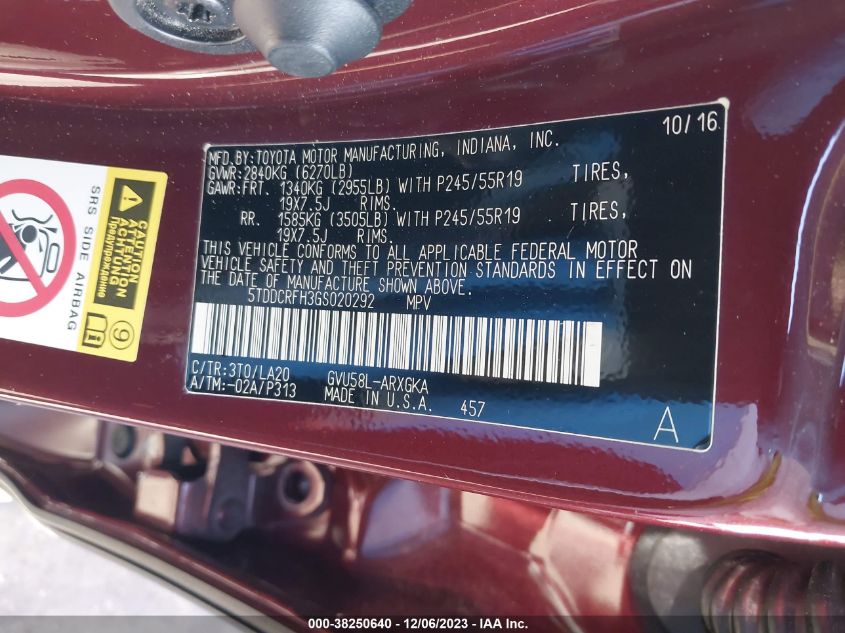 10/16
MFD.BY:TOYOTA MOTOR MANUFACTURING, INDIANA, INC.
GVWR:2840KG (6270LB)
GAWR:FRT. 1340KG (2955LB) WITH P245/55R19 TIRES,
19X7.5J RIMS.
RR. 1585KG (3505LB) WITH P245/55R19 TIRES,
19X7.5J RIMS.
THIS VEHICLE CONFORMS TO ALL APPLICABLE FEDERAL MOTOR
VEHICLE SAFETY AND THEFT PREVENTION STANDARDS IN EFFECT ON
THE DATE OF MANUFACTURE SHOWN ABOVE.
5TDDCRFH3GS020292 MPV
C/TR:3T0/LA20 GVU58L-ARXGKA
A/TM:-02A/P313 MADE IN U.S.A. 457
A
CAUTION
ATTENTION
ACHTUNG
Предупреждение
SRS SIDE AIRBAG
9
000-38250640 - 12/06/2023 - IAA Inc.